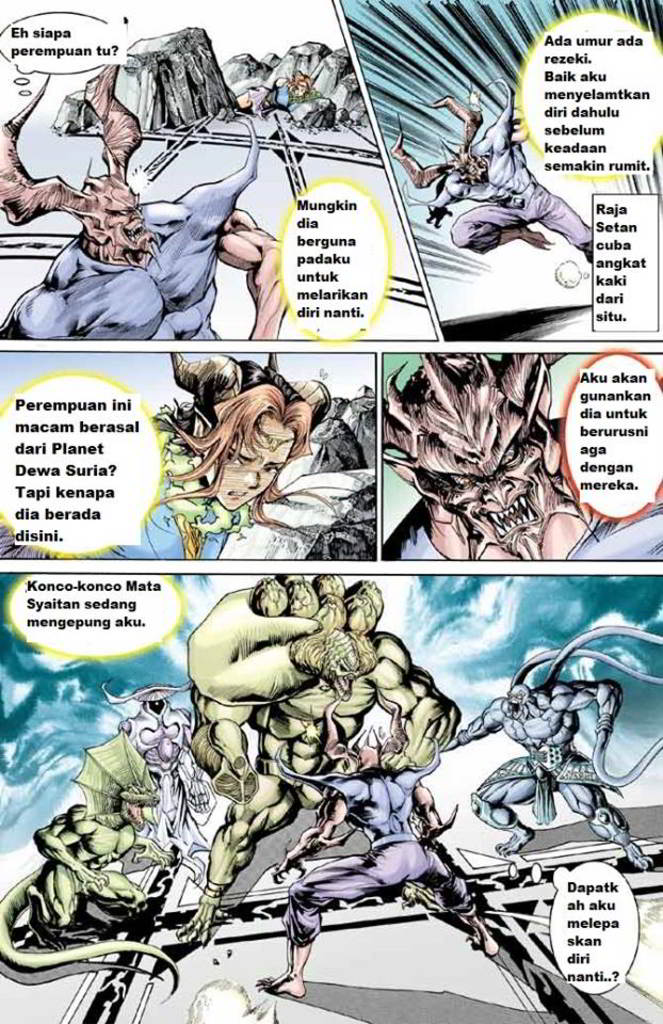 Eh siapa
perempuan tu?
Mungkin
dia
berguna
padaku
untuk
melarikan
diri nanti.
Ada umur ada
rezeki.
Baik aku
menyelamtkan
diri dahulu
sebelum
keadaan
semakin rumit.
Raja
Setan
cuba
angkat
kaki
dari
situ.
Perempuan ini
macam berasal
dari Planet
Dewa Suria?
Tapi kenapa
dia berada
disini.
Aku akan
gunankan
dia untuk
berurusni
aga
dengan
mereka.
Konco-konco Mata
Syaitan sedang
mengepung aku.
Dapatk
ah aku
melepa
skan
diri
nanti..?